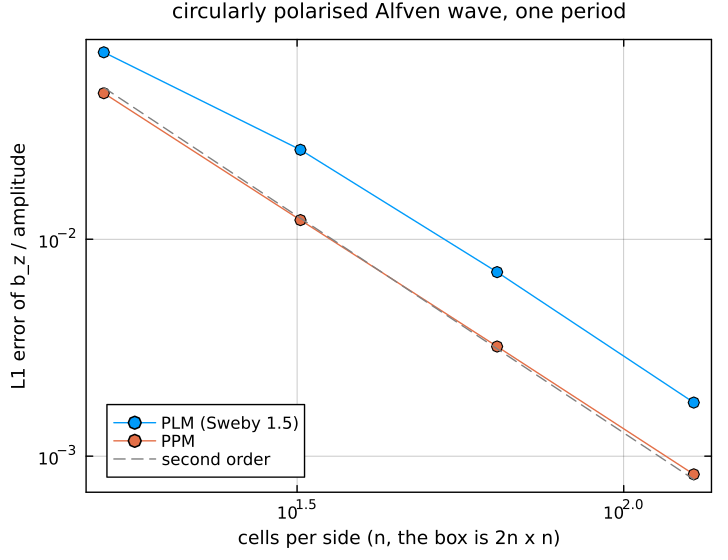 circularly polarised Alfven wave, one period
L1 error of b_z / amplitude
10^-2
10^-3
PLM (Sweby 1.5)
PPM
second order
10^1.5
10^2.0
cells per side (n, the box is 2n x n)